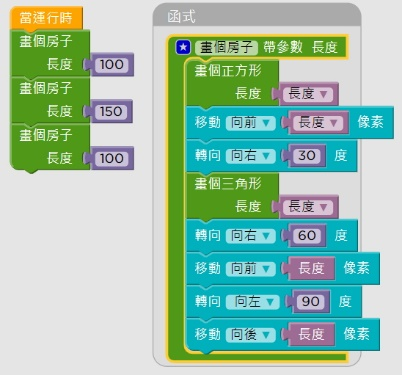 當運行時
畫個房子
長度 100
畫個房子
長度 150
畫個房子
長度 100
函式
畫個房子 帶參數 長度
畫個正方形
長度 長度
移動 向前 長度 像素
轉向 向右 30 度
畫個三角形
長度 長度
轉向 向右 60 度
移動 向前 長度 像素
轉向 向左 90 度
移動 向後 長度 像素